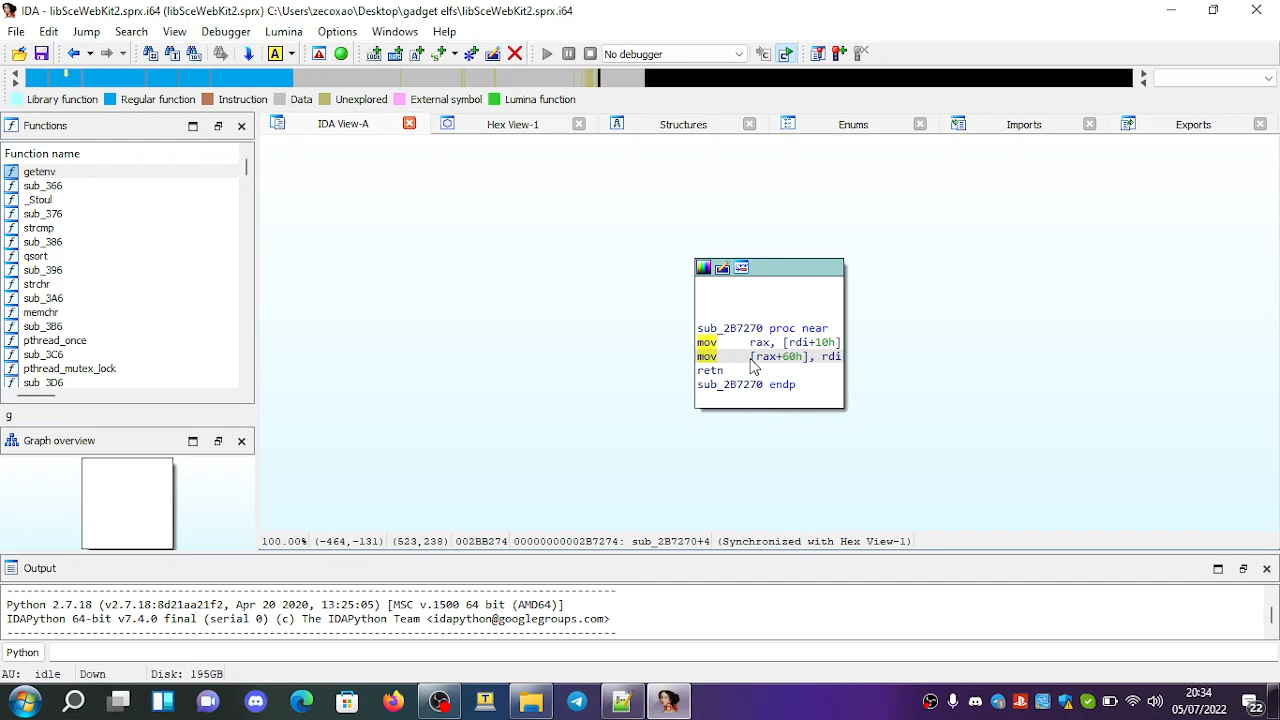 IDA - libSceWebKit2.sprx.i64 (libSceWebKit2.sprx) C:\Users\zecoxao\Desktop\gadget elfs\libSceWebKit2.sprx.i64
File Edit Jump Search View Debugger Lumina Options Windows Help
No debugger
Library function Regular function Instruction Data Unexplored External symbol Lumina function
Functions
IDA View-A Hex View-1 Structures Enums Imports Exports
Function name
getenv
sub_366
_Stoul
sub_376
strcmp
sub_386
qsort
sub_396
strchr
sub_3A6
memchr
sub_3B6
pthread_once
sub_3C6
pthread_mutex_lock
sub_3D6
g
Graph overview
sub_2B7270 proc near
mov rax, [rdi+10h]
mov [rax+60h], rdi
retn
sub_2B7270 endp
100.00% (-464,-131) (523,238) 002BB274 00000000002B7274: sub_2B7270+4 (Synchronized with Hex View-1)
Output
---------------------------------------------------------------------------------------------
Python 2.7.18 (v2.7.18:8d21aa21f2, Apr 20 2020, 13:25:05) [MSC v.1500 64 bit (AMD64)]
IDAPython 64-bit v7.4.0 final (serial 0) (c) The IDAPython Team <idapython@googlegroups.com>
---------------------------------------------------------------------------------------------
Python
AU: idle Down Disk: 195GB
20:34
05/07/2022
22